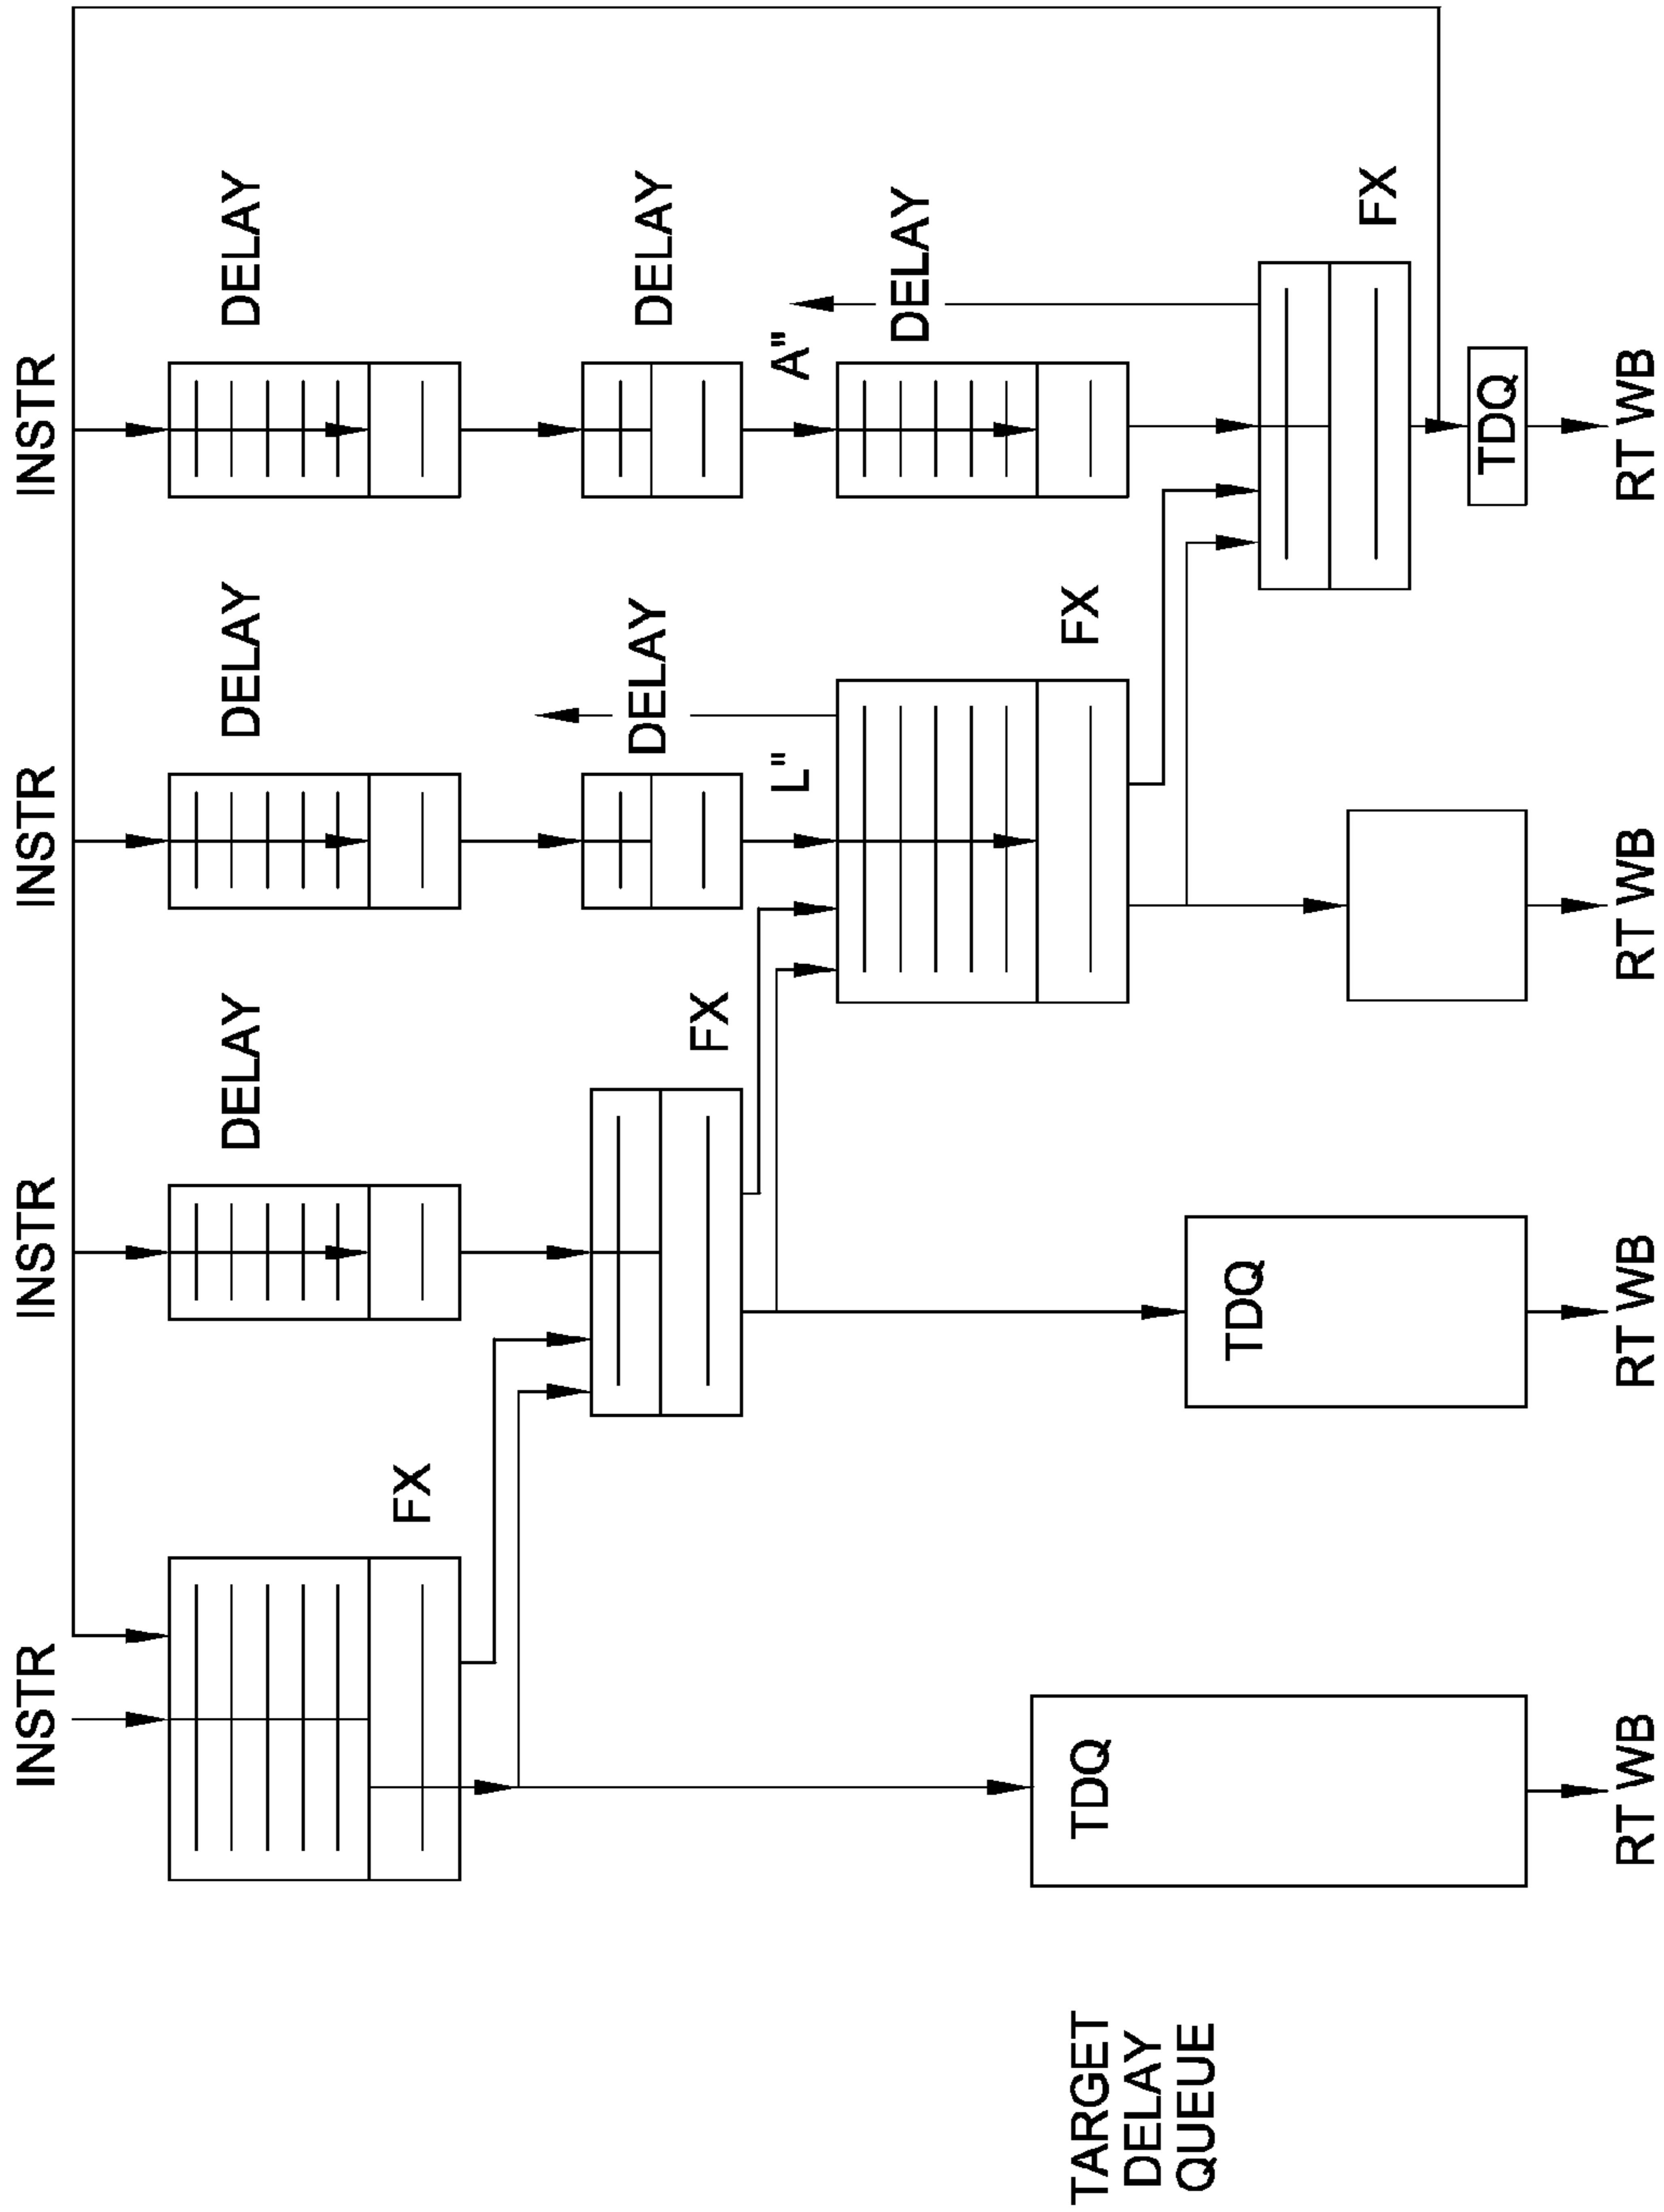 INSTR
INSTR
INSTR
INSTR
DELAY
DELAY
DELAY
FX
DELAY
DELAY
FX
L"
A"
DELAY
FX
FX
TARGET
DELAY
QUEUE
TDQ
TDQ
TDQ
RT WB
RT WB
RT WB
RT WB